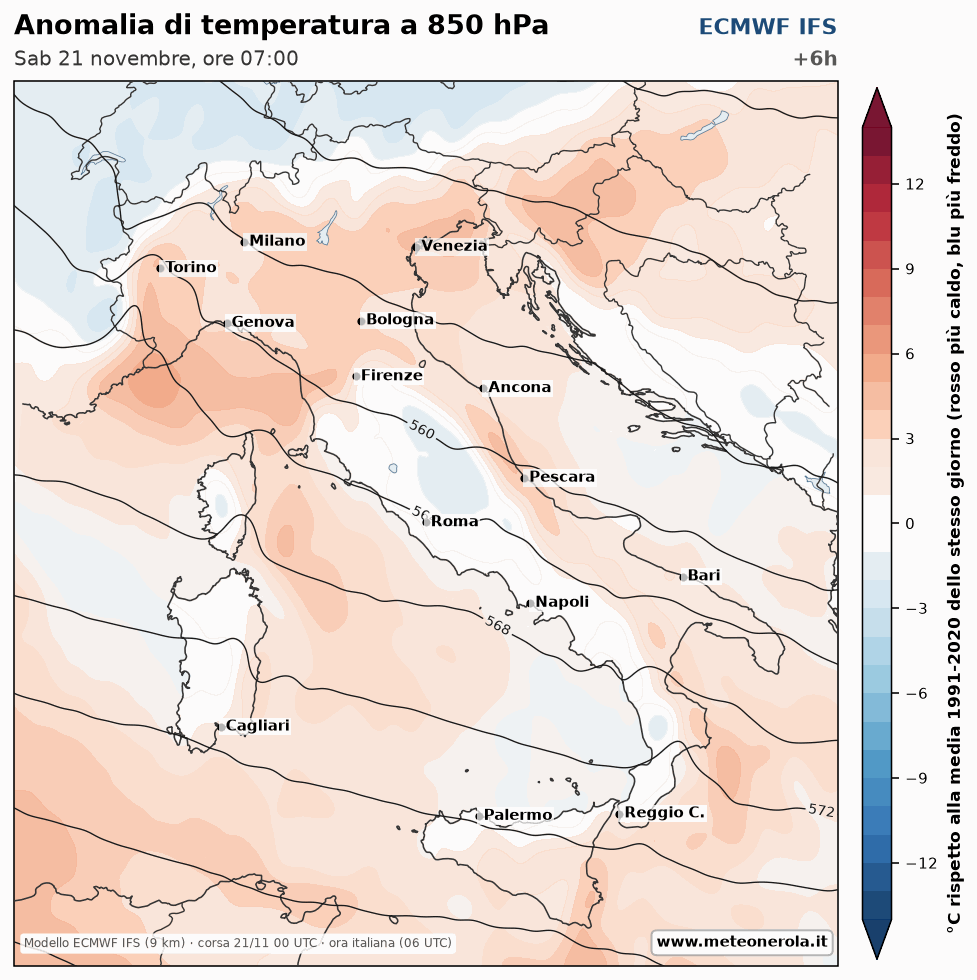 Anomalia di temperatura a 850 hPa
ECMWF IFS
Sab 21 novembre, ore 07:00
+6h
Milano
Venezia
Torino
Genova
Bologna
Firenze
Ancona
560
Pescara
56
Roma
Bari
Napoli
568
Cagliari
Palermo
Reggio C.
572
Modello ECMWF IFS (9 km) · corsa 21/11 00 UTC · ora italiana (06 UTC)
www.meteonerola.it
12
9
6
3
0
−3
−6
−9
−12
°C rispetto alla media 1991-2020 dello stesso giorno (rosso più caldo, blu più freddo)